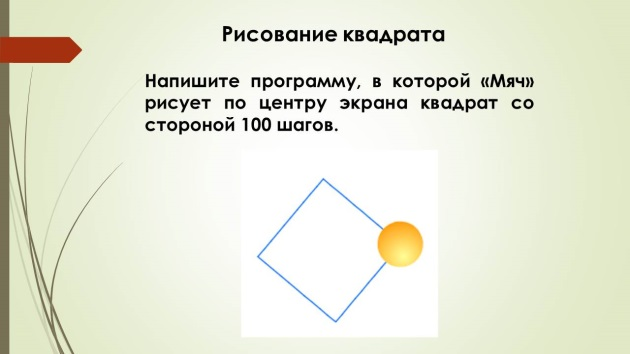 Рисование квадрата
Напишите программу, в которой «Мяч»
рисует по центру экрана квадрат со
стороной 100 шагов.